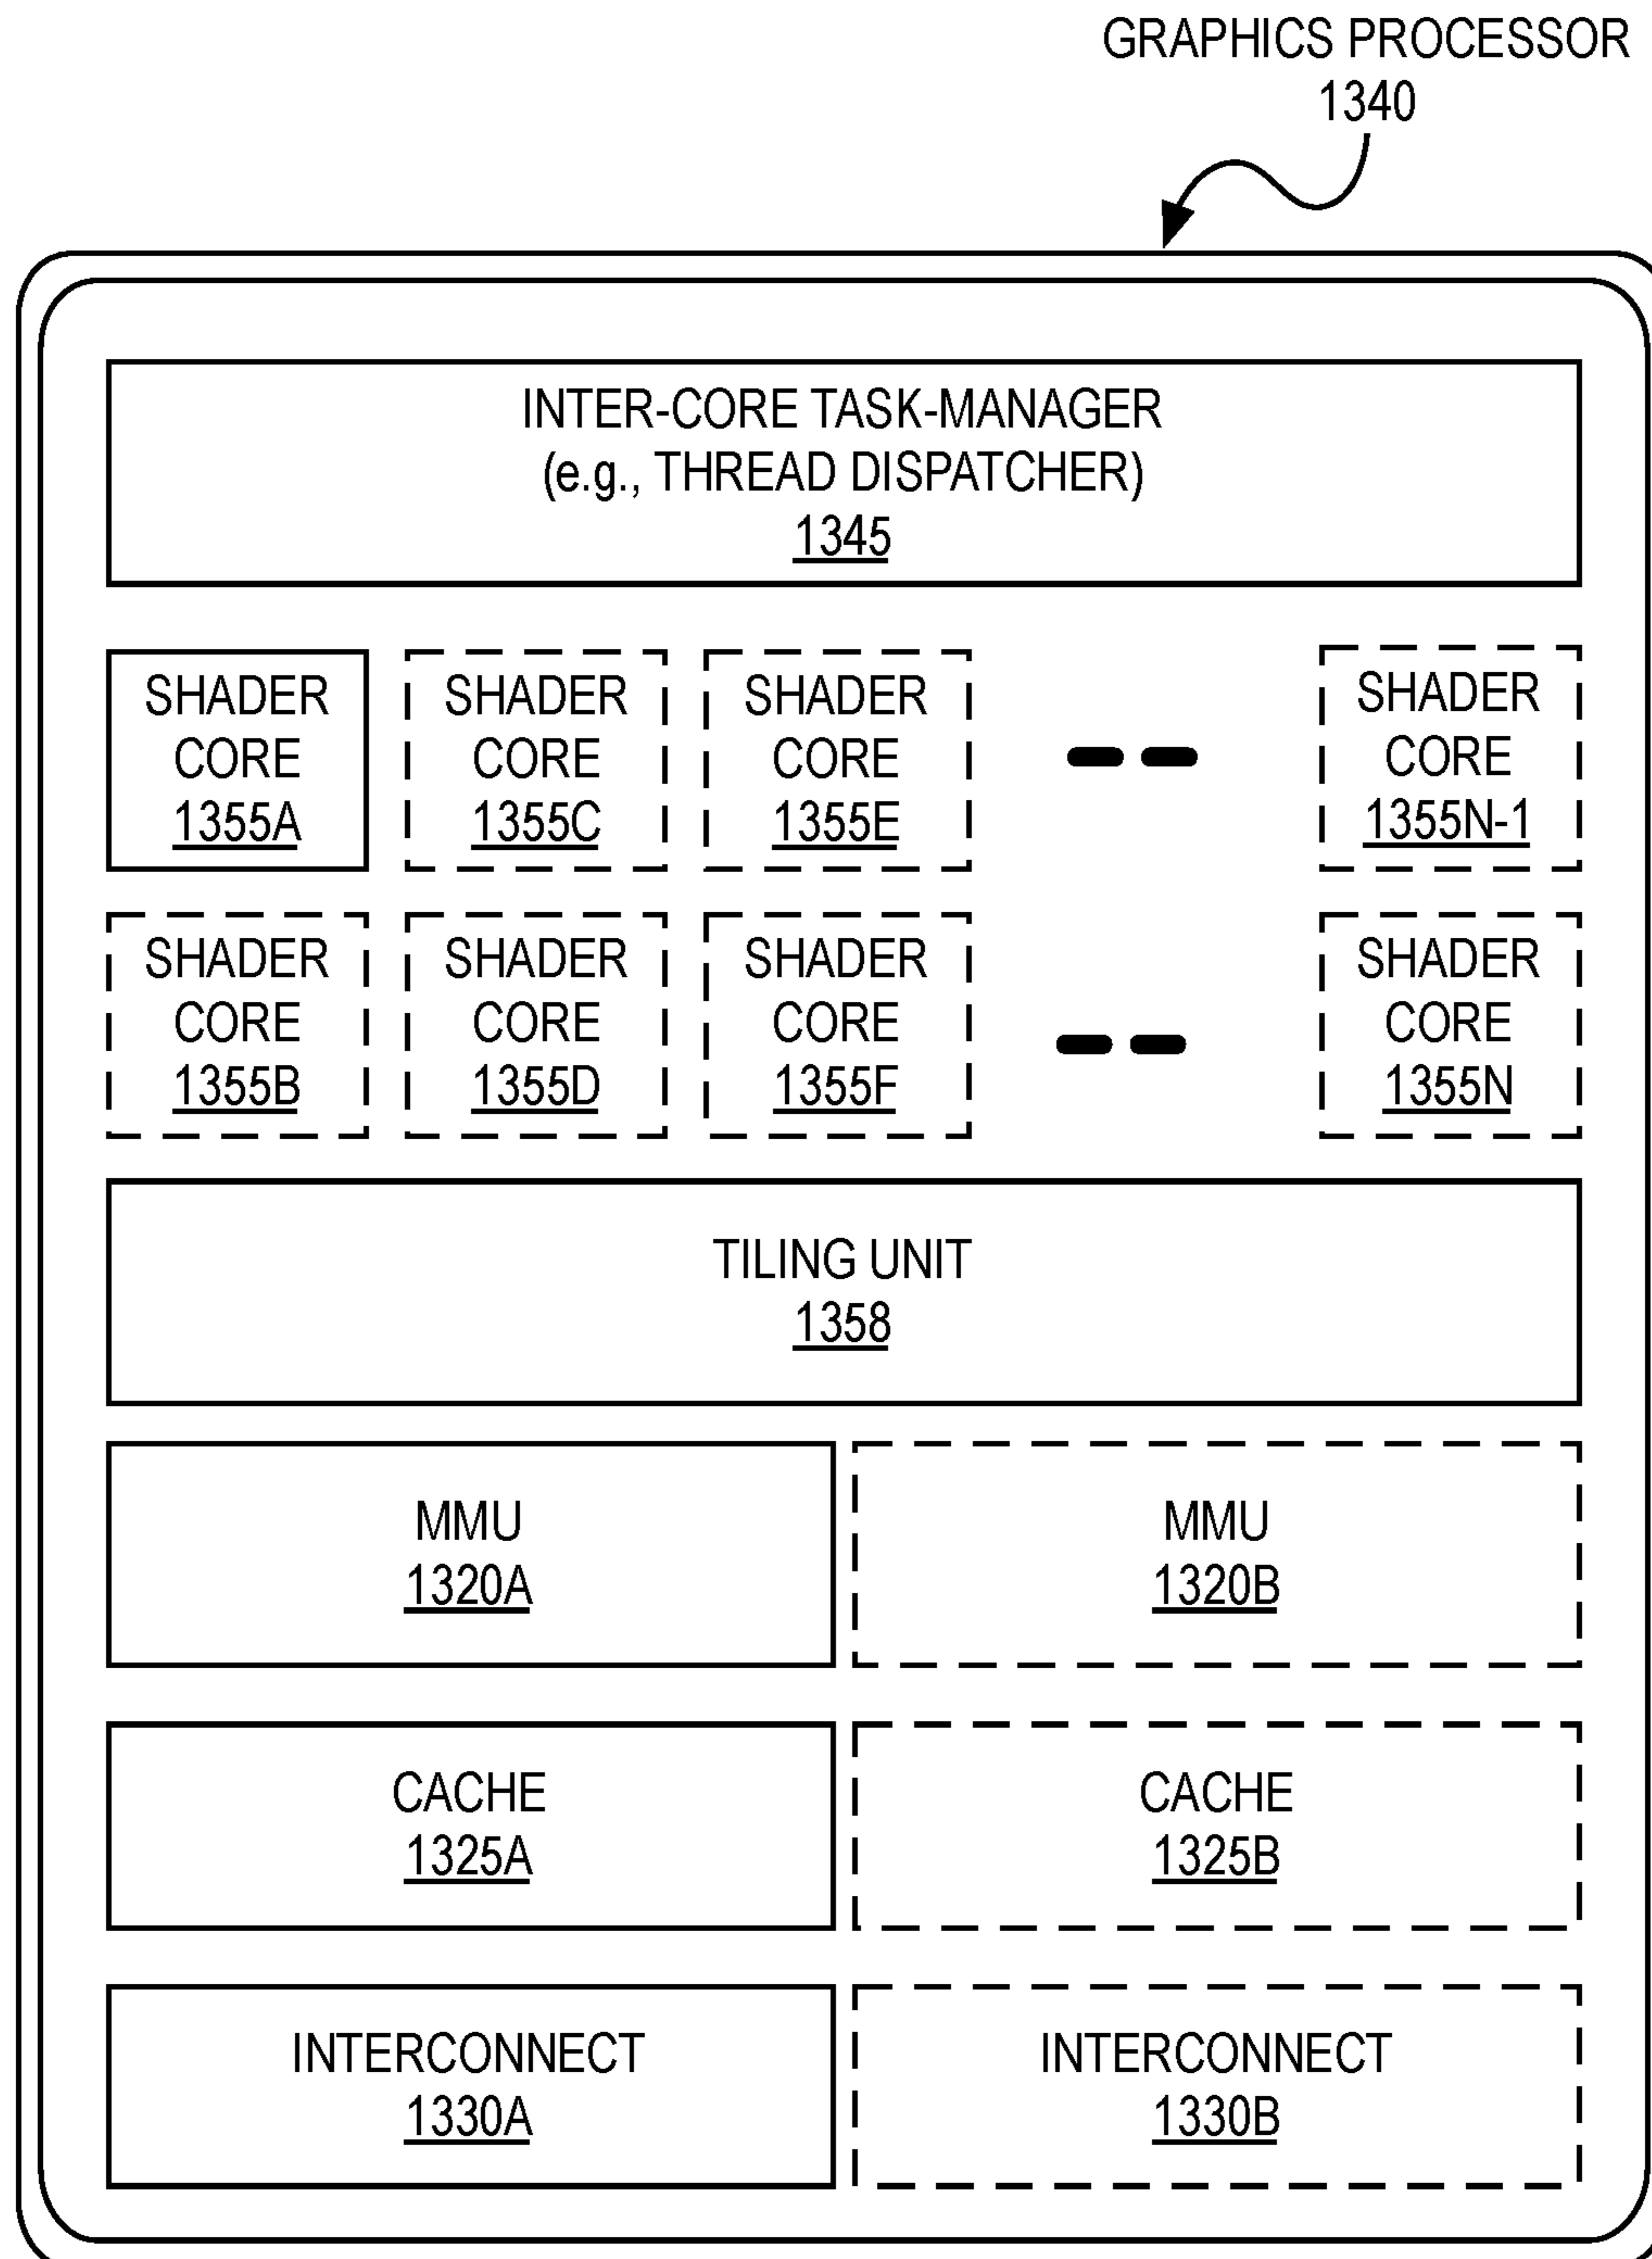 GRAPHICS PROCESSOR
1340
INTER-CORE TASK-MANAGER
(e.g., THREAD DISPATCHER)
1345
SHADER
CORE
1355A
SHADER
CORE
1355C
SHADER
CORE
1355E
SHADER
CORE
1355N-1
SHADER
CORE
1355B
SHADER
CORE
1355D
SHADER
CORE
1355F
SHADER
CORE
1355N
TILING UNIT
1358
MMU
1320A
MMU
1320B
CACHE
1325A
CACHE
1325B
INTERCONNECT
1330A
INTERCONNECT
1330B